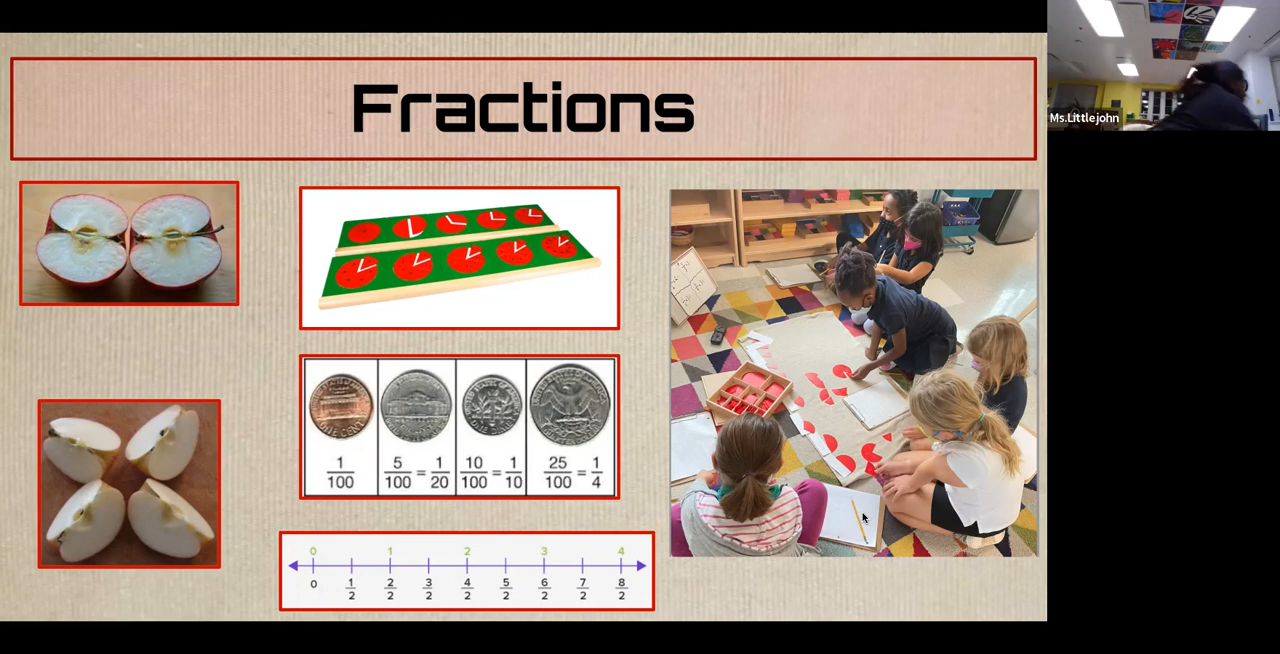 Fractions
Ms.Littlejohn
ONE CENT
1/100
5/100 = 1/20
10/100 = 1/10
25/100 = 1/4
0 1 2 3 4
0 1/2 2/2 3/2 4/2 5/2 6/2 7/2 8/2